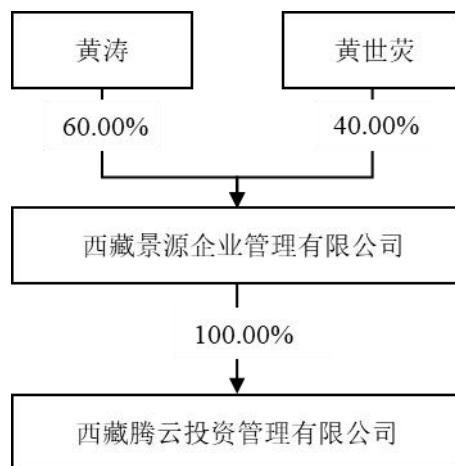 黄涛
黄世荧
60.00%
40.00%
西藏景源企业管理有限公司
100.00%
西藏腾云投资管理有限公司